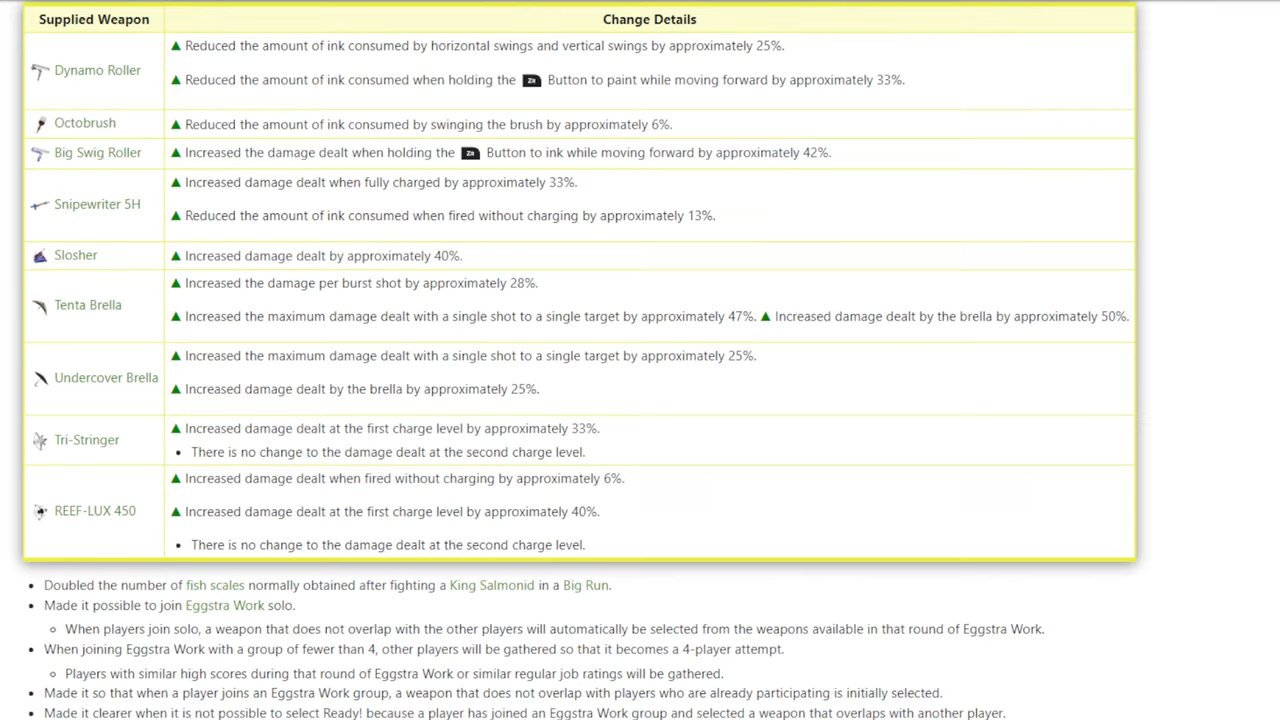 Supplied Weapon Change Details
Dynamo Roller
▲ Reduced the amount of ink consumed by horizontal swings and vertical swings by approximately 25%.
▲ Reduced the amount of ink consumed when holding the ZR Button to paint while moving forward by approximately 33%.
Octobrush
▲ Reduced the amount of ink consumed by swinging the brush by approximately 6%.
Big Swig Roller
▲ Increased the damage dealt when holding the ZR Button to ink while moving forward by approximately 42%.
Snipewriter 5H
▲ Increased damage dealt when fully charged by approximately 33%.
▲ Reduced the amount of ink consumed when fired without charging by approximately 13%.
Slosher
▲ Increased damage dealt by approximately 40%.
Tenta Brella
▲ Increased the damage per burst shot by approximately 28%.
▲ Increased the maximum damage dealt with a single shot to a single target by approximately 47%. ▲ Increased damage dealt by the brella by approximately 50%.
Undercover Brella
▲ Increased the maximum damage dealt with a single shot to a single target by approximately 25%.
▲ Increased damage dealt by the brella by approximately 25%.
Tri-Stringer
▲ Increased damage dealt at the first charge level by approximately 33%.
• There is no change to the damage dealt at the second charge level.
REEF-LUX 450
▲ Increased damage dealt when fired without charging by approximately 6%.
▲ Increased damage dealt at the first charge level by approximately 40%.
• There is no change to the damage dealt at the second charge level.
• Doubled the number of fish scales normally obtained after fighting a King Salmonid in a Big Run.
• Made it possible to join Eggstra Work solo.
◦ When players join solo, a weapon that does not overlap with the other players will automatically be selected from the weapons available in that round of Eggstra Work.
• When joining Eggstra Work with a group of fewer than 4, other players will be gathered so that it becomes a 4-player attempt.
◦ Players with similar high scores during that round of Eggstra Work or similar regular job ratings will be gathered.
• Made it so that when a player joins an Eggstra Work group, a weapon that does not overlap with players who are already participating is initially selected.
• Made it clearer when it is not possible to select Ready! because a player has joined an Eggstra Work group and selected a weapon that overlaps with another player.